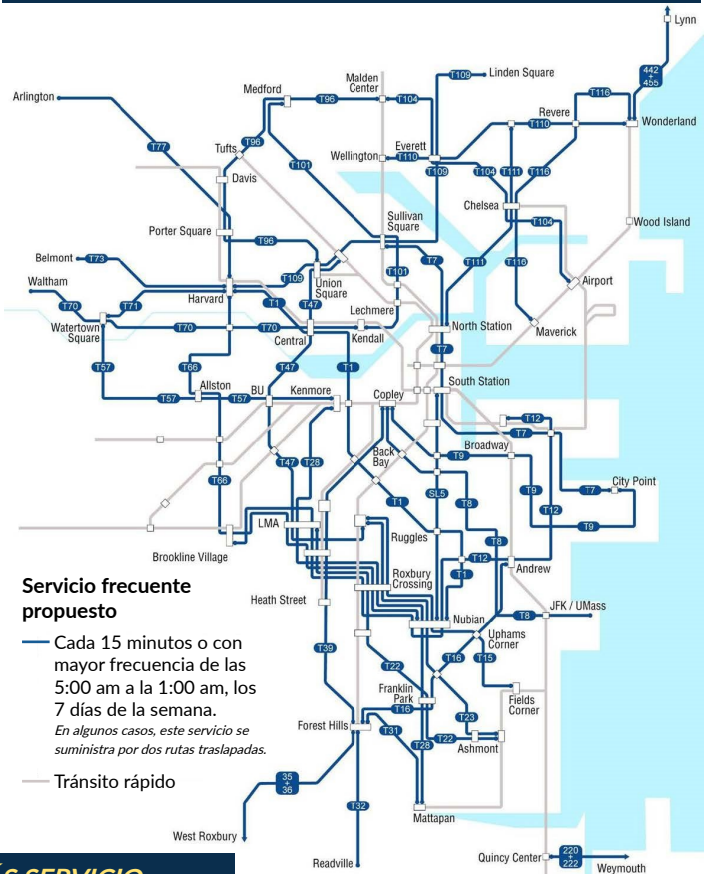 Lynn
442
+
455
T109
Linden Square
Malden
Center
Medford
T96
T104
T116
Arlington
Revere
T110
Wonderland
T77
Tufts
T96
Everett
Wellington
T110
T101
T109
T104
T111
T116
Davis
Chelsea
T104
Wood Island
Sullivan
Square
Porter Square
T96
T7
T111
T116
Belmont
T73
T109
Union
Square
T101
Airport
Waltham
T70
T71
Harvard
T1
T47
Lechmere
Watertown
Square
T70
T70
Central
Kendall
North Station
Maverick
T7
T57
T66
T47
T1
South Station
Allston
BU
Kenmore
Copley
T57
T57
T12
T7
Broadway
Back
Bay
T9
T47
T28
T66
SL5
T1
T8
T9
T12
T7
City Point
T9
LMA
Ruggles
T8
Brookline Village
T12
Andrew
Roxbury
Crossing
T1
Servicio frecuente
propuesto
Heath Street
JFK / UMass
T8
Nubian
Uphams
Corner
Cada 15 minutos o con
mayor frecuencia de las
5:00 am a la 1:00 am, los
7 días de la semana.
En algunos casos, este servicio se
suministra por dos rutas traslapadas.
T39
T22
T16
T15
Franklin
Park
T16
Fields
Corner
T23
Forest Hills
T31
T28
T22
Ashmont
Tránsito rápido
35
+
36
T32
Mattapan
West Roxbury
Readville
Quincy Center
220
+
222
Weymouth
SERVICIO